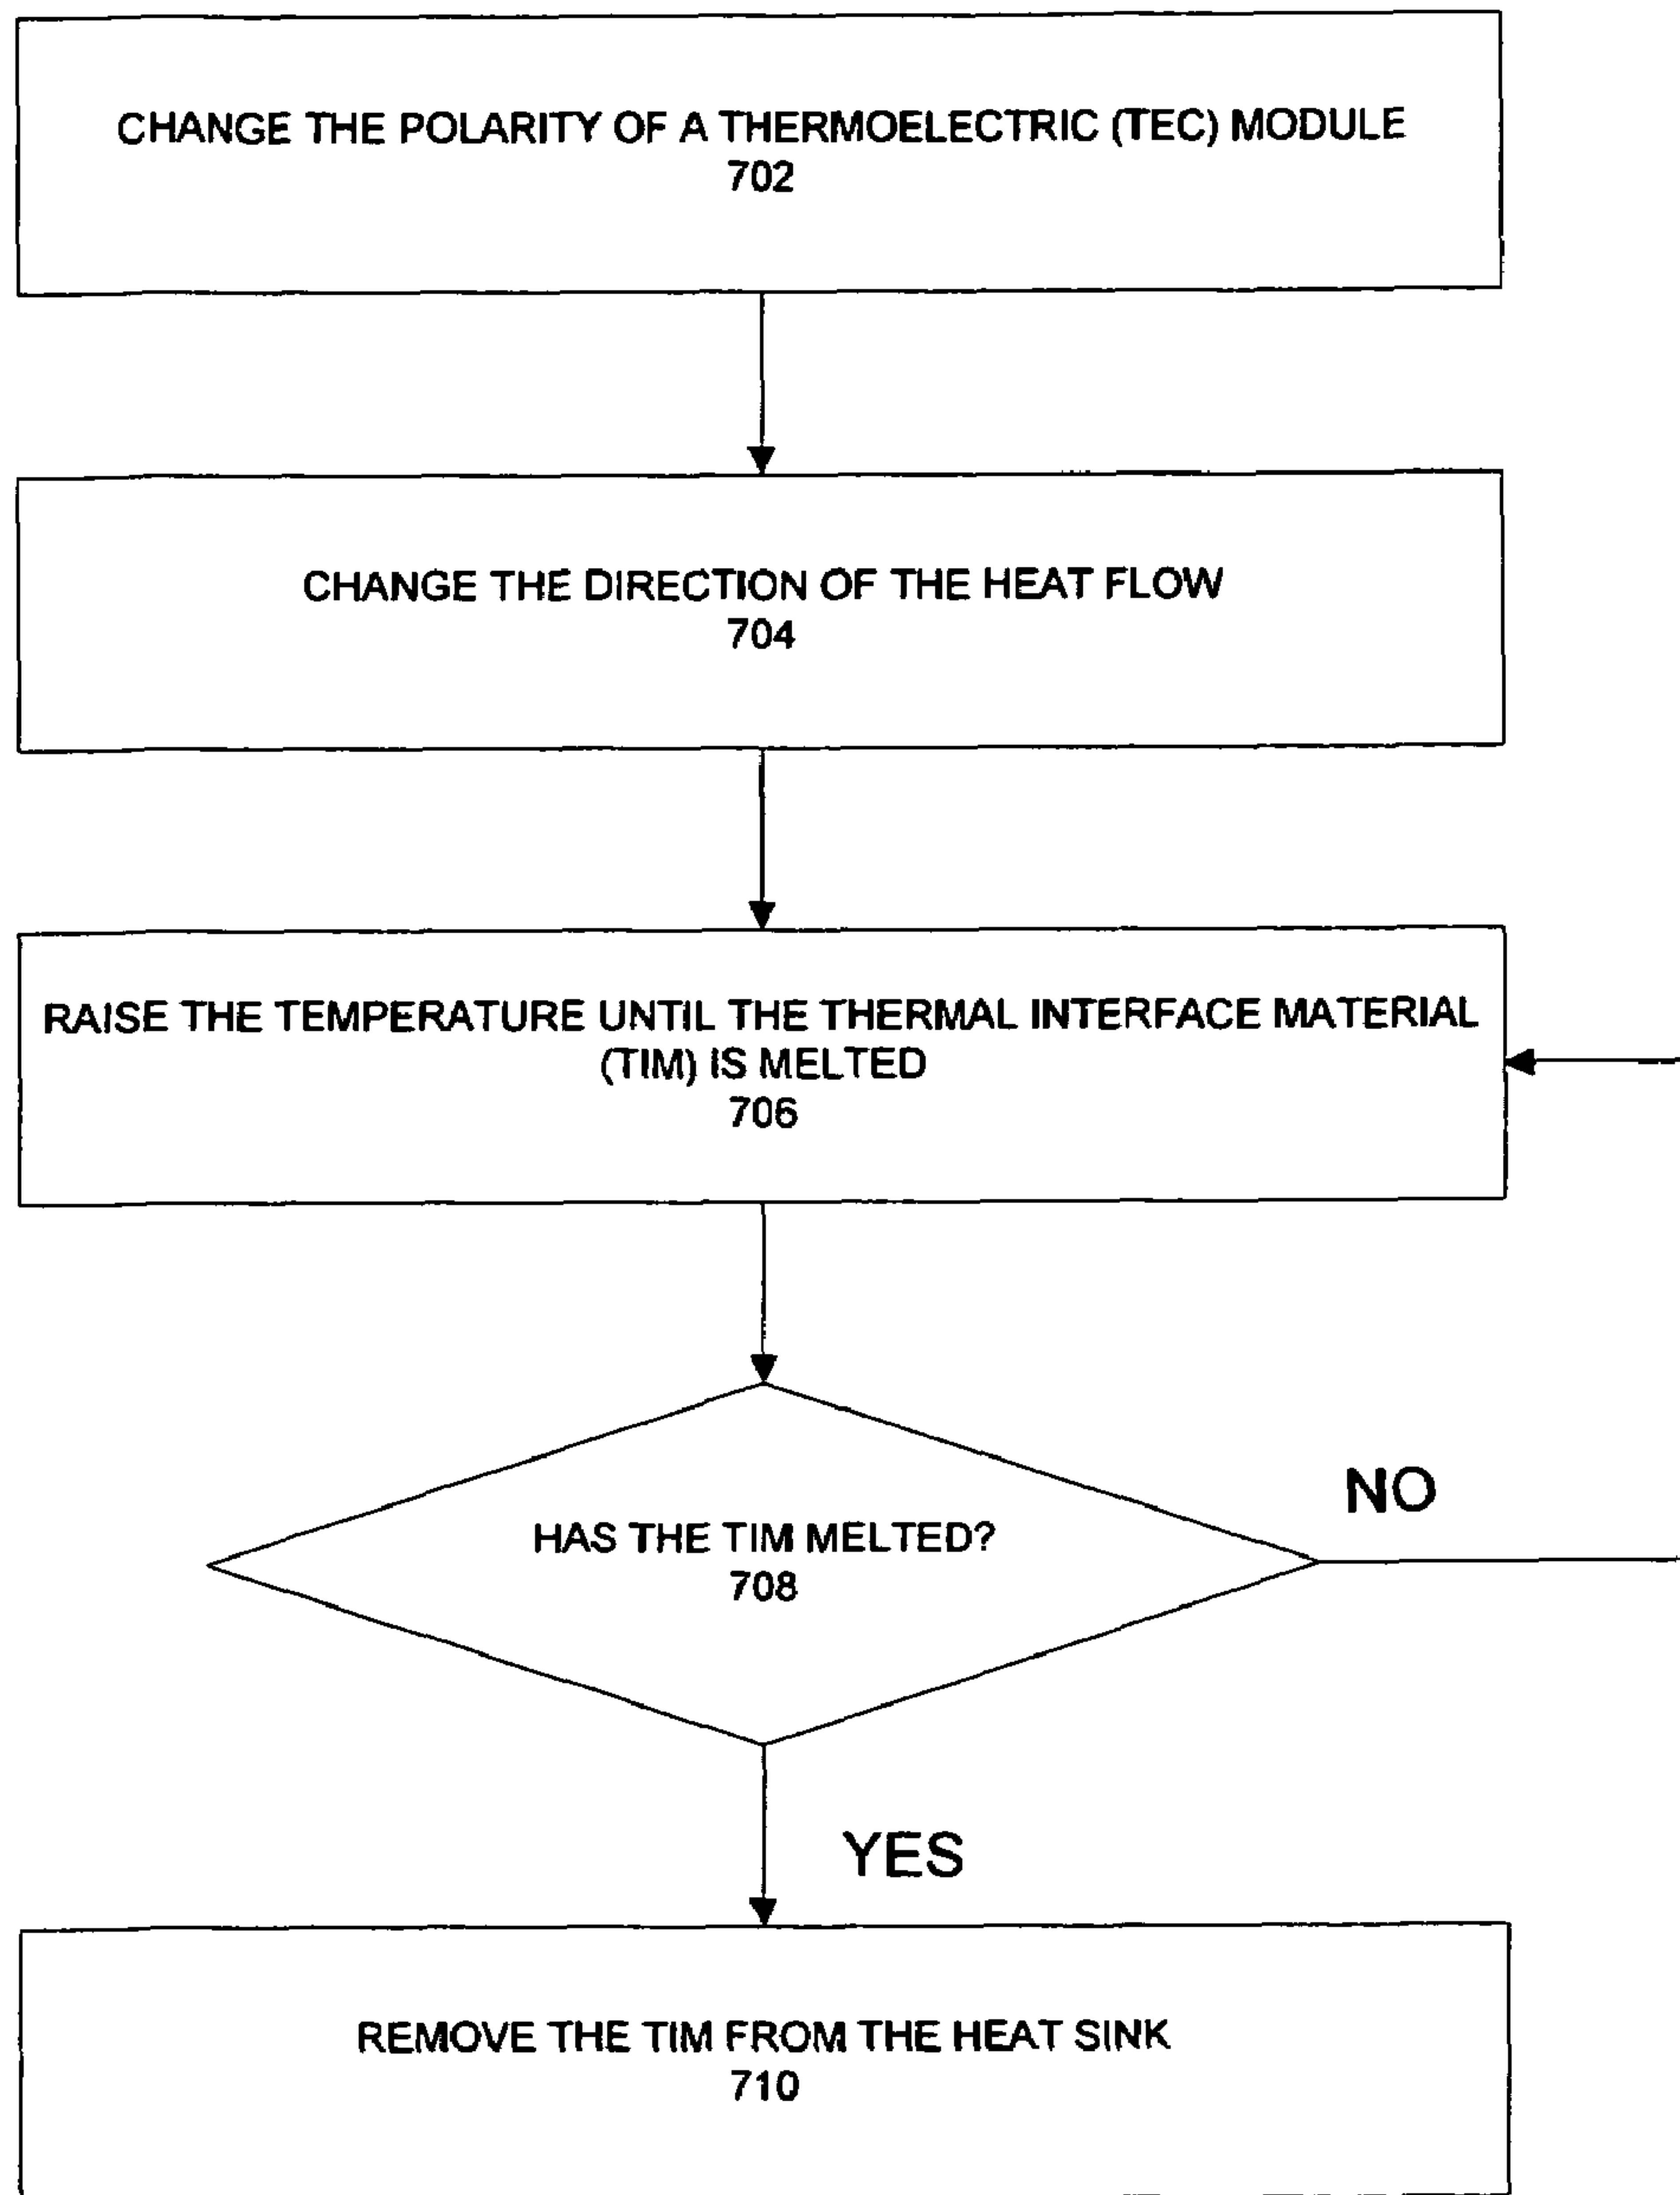 CHANGE THE POLARITY OF A THERMOELECTRIC (TEC) MODULE
702
CHANGE THE DIRECTION OF THE HEAT FLOW
704
RAISE THE TEMPERATURE UNTIL THE THERMAL INTERFACE MATERIAL
(TIM) IS MELTED
706
HAS THE TIM MELTED?
708
NO
YES
REMOVE THE TIM FROM THE HEAT SINK
710